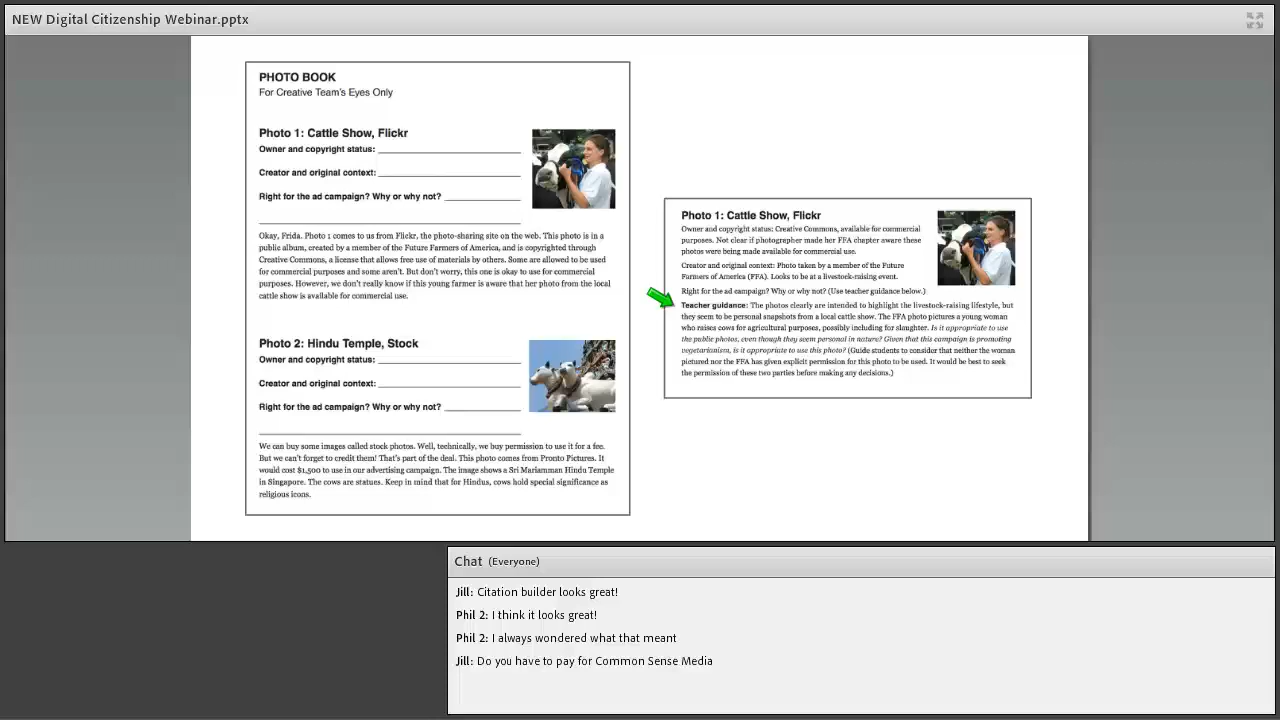 NEW Digital Citizenship Webinar.pptx
PHOTO BOOK
For Creative Team's Eyes Only
Photo 1: Cattle Show, Flickr
Owner and copyright status:
Creator and original context:
Right for the ad campaign? Why or why not?
Okay, Frida. Photo 1 comes to us from Flickr, the photo-sharing site on the web. This photo is in a
public album, created by a member of the Future Farmers of America, and is copyrighted through
Creative Commons, a license that allows free use of materials by others. Some are allowed to be used
for commercial purposes and some aren't. But don't worry, this one is okay to use for commercial
purposes. However, we don't really know if this young farmer is aware that her photo from the local
cattle show is available for commercial use.
Photo 2: Hindu Temple, Stock
Owner and copyright status:
Creator and original context:
Right for the ad campaign? Why or why not?
We can buy some images called stock photos. Well, technically, we buy permission to use it for a fee.
But we can't forget to credit them! That's part of the deal. This photo comes from Pronto Pictures. It
would cost $1,500 to use in our advertising campaign. The image shows a Sri Mariamman Hindu Temple
in Singapore. The cows are statues. Keep in mind that for Hindus, cows hold special significance as
religious icons.
Photo 1: Cattle Show, Flickr
Owner and copyright status: Creative Commons, available for commercial
purposes. Not clear if photographer made her FFA chapter aware these
photos were being made available for commercial use.
Creator and original context: Photo taken by a member of the Future
Farmers of America (FFA). Looks to be at a livestock-raising event.
Right for the ad campaign? Why or why not? (Use teacher guidance below.)
Teacher guidance: The photos clearly are intended to highlight the livestock-raising lifestyle, but
they seem to be personal snapshots from a local cattle show. The FFA photo pictures a young woman
who raises cows for agricultural purposes, possibly including for slaughter. Is it appropriate to use
the public photos, even though they seem personal in nature? Given that this campaign is promoting
vegetarianism, is it appropriate to use this photo? (Guide students to consider that neither the woman
pictured nor the FFA has given explicit permission for this photo to be used. It would be best to seek
the permission of these two parties before making any decisions.)
Chat (Everyone)
Jill: Citation builder looks great!
Phil 2: I think it looks great!
Phil 2: I always wondered what that meant
Jill: Do you have to pay for Common Sense Media